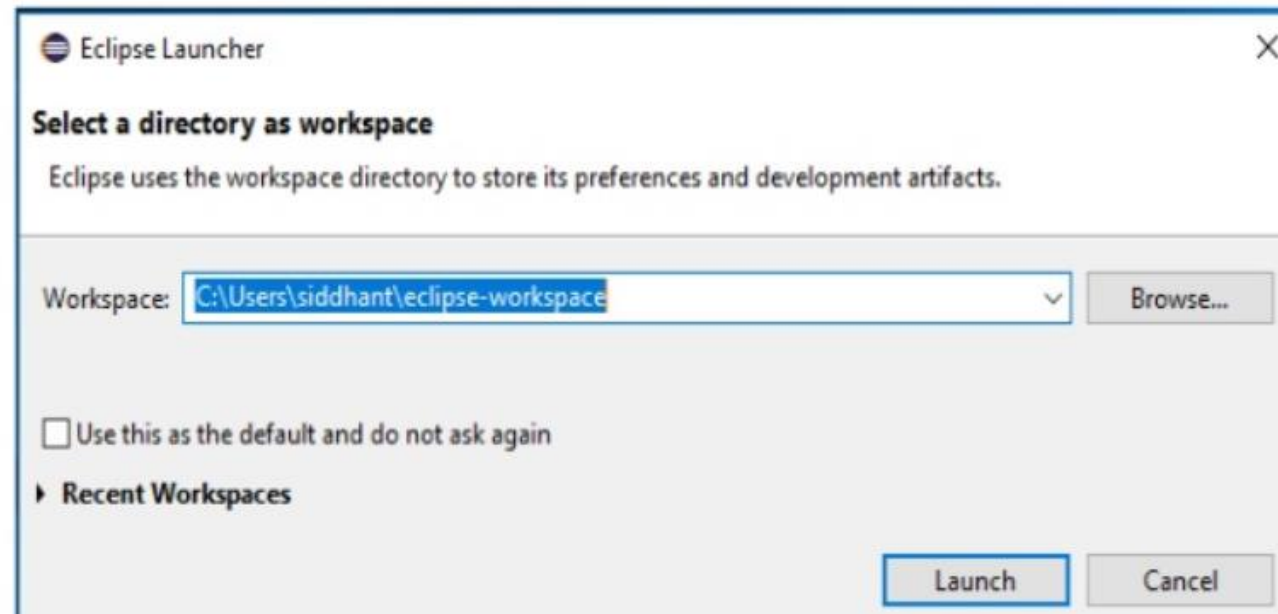 Eclipse Launcher
Select a directory as workspace
Eclipse uses the workspace directory to store its preferences and development artifacts.
Workspace: C:\Users\siddhant\eclipse-workspace Browse...
Use this as the default and do not ask again
Recent Workspaces
Launch Cancel